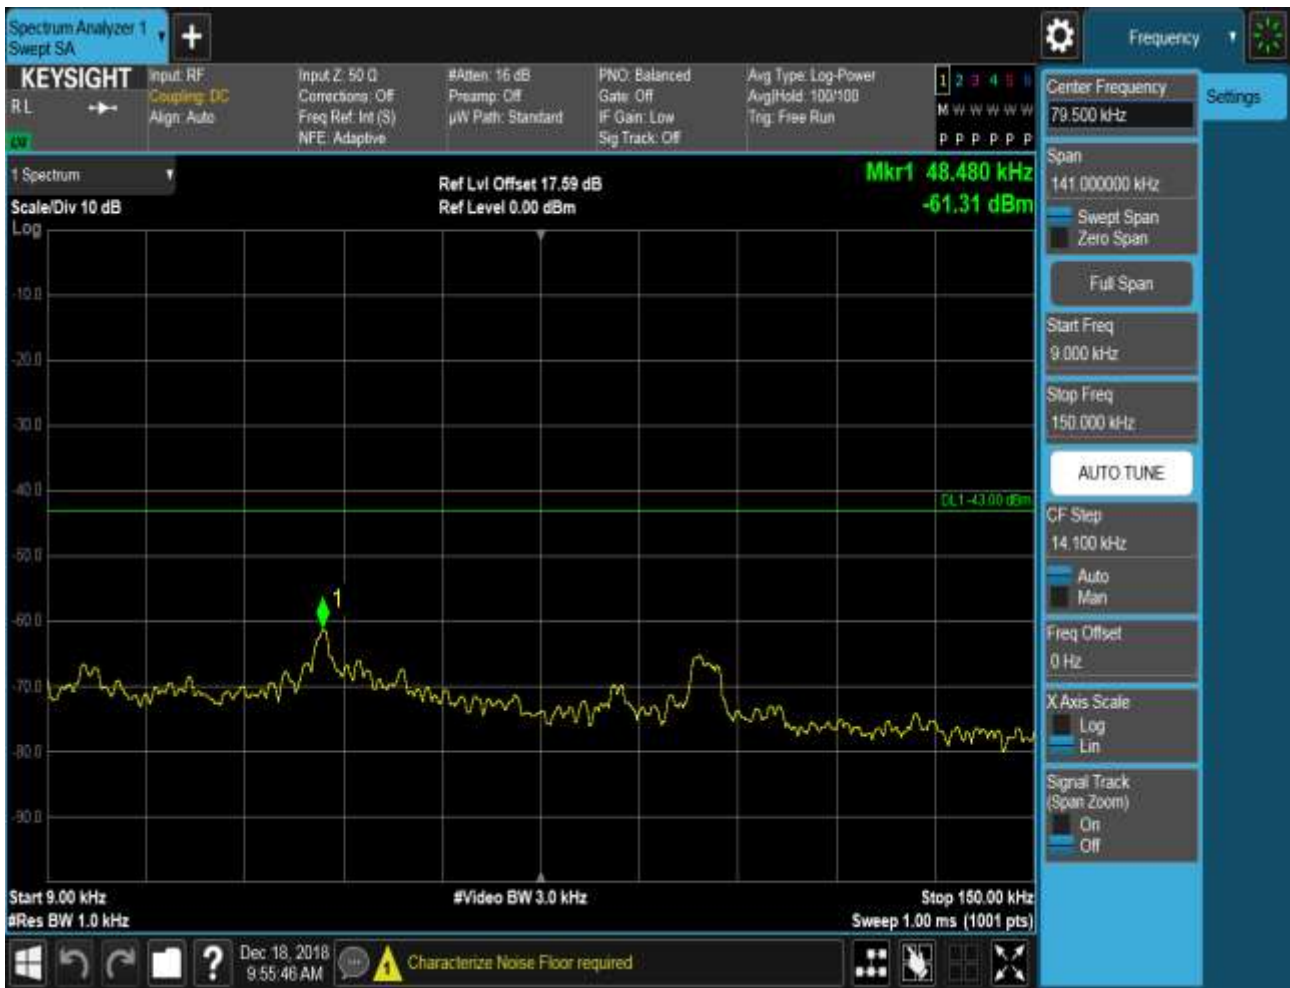 Spectrum Analyzer 1
Swept SA
Frequency
KEYSIGHT
R L
Input: RF
Coupling: DC
Align: Auto
Input Z: 50 Ω
Corrections: Off
Freq Ref: Int (S)
NFE: Adaptive
#Atten: 16 dB
Preamp: Off
µW Path: Standard
PNO: Balanced
Gate: Off
IF Gain: Low
Sig Track: Off
Avg Type: Log-Power
Avg|Hold: 100/100
Trig: Free Run
1 2 3 4 5 6
M W W W W W
P P P P P P
1 Spectrum
Scale/Div 10 dB
Log
Ref Lvl Offset 17.59 dB
Ref Level 0.00 dBm
Mkr1 48.480 kHz
-61.31 dBm
-10.0
-20.0
-30.0
-40.0
DL1 -43.00 dBm
-50.0
1
-60.0
-70.0
-80.0
-90.0
Start 9.00 kHz
#Res BW 1.0 kHz
#Video BW 3.0 kHz
Stop 150.00 kHz
Sweep 1.00 ms (1001 pts)
Center Frequency
79.500 kHz
Settings
Span
141.000000 kHz
Swept Span
Zero Span
Full Span
Start Freq
9.000 kHz
Stop Freq
150.000 kHz
AUTO TUNE
CF Step
14.100 kHz
Auto
Man
Freq Offset
0 Hz
X Axis Scale
Log
Lin
Signal Track
(Span Zoom)
On
Off
?
Dec 18, 2018
9:55:46 AM
1
Characterize Noise Floor required